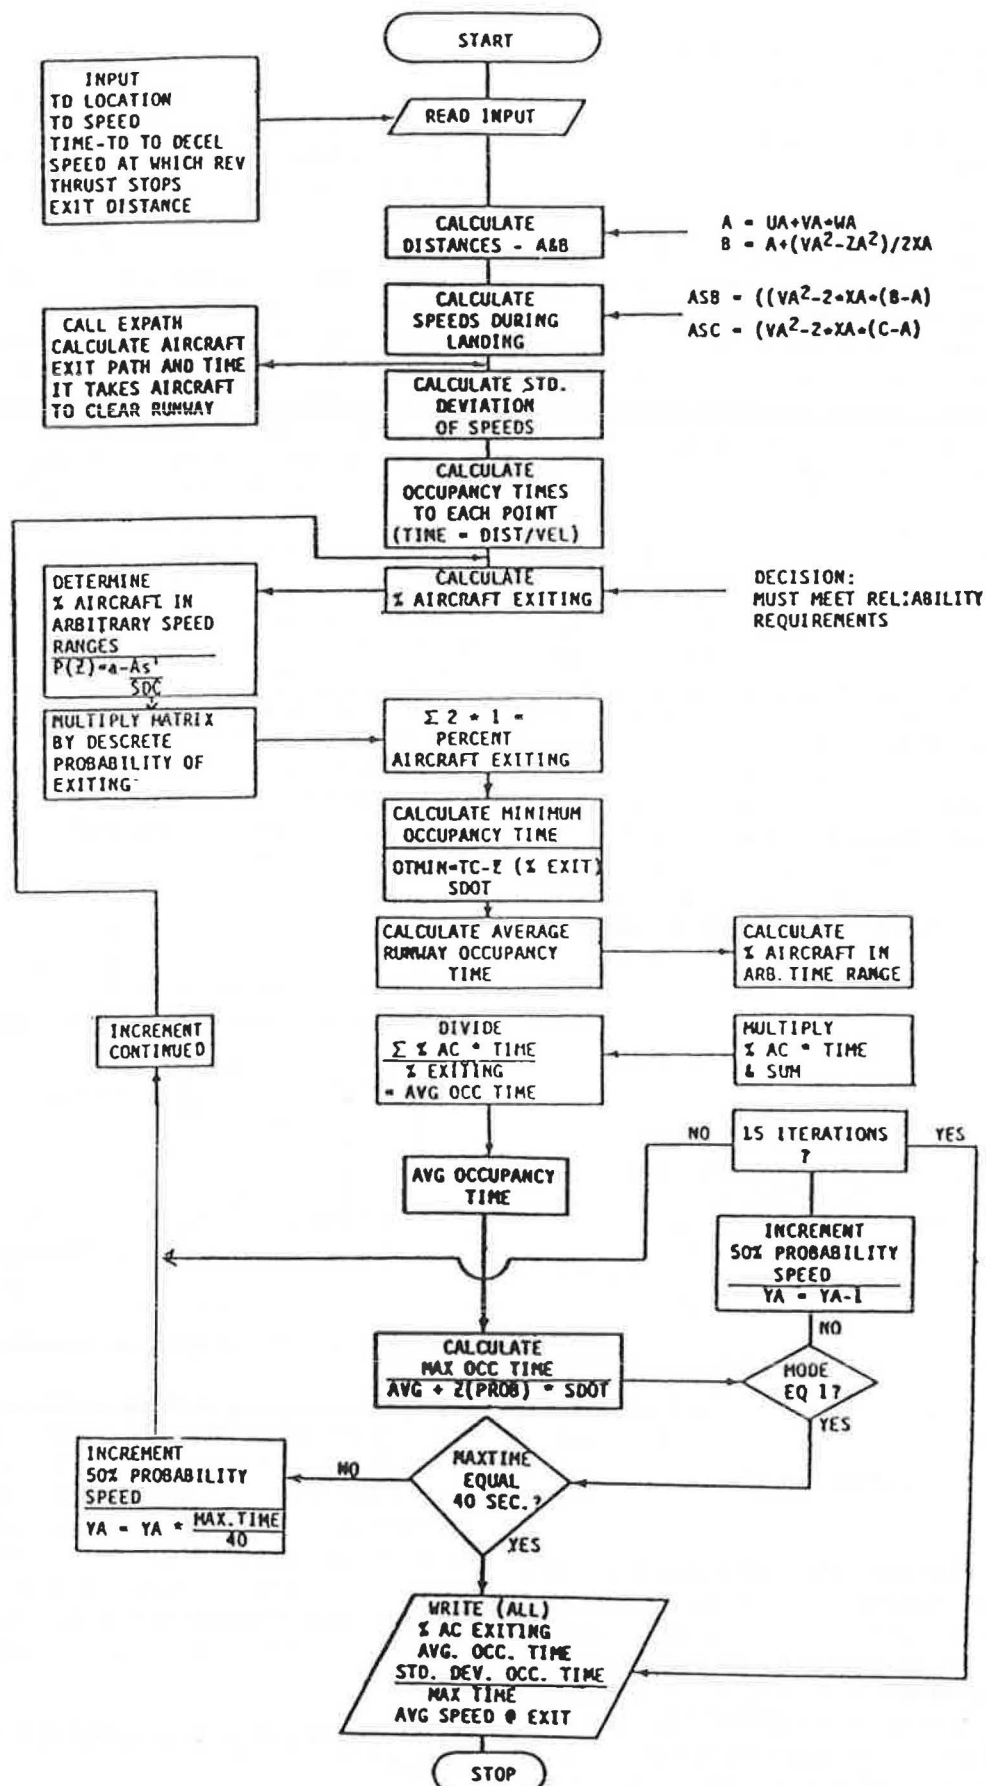 START
INPUT
TD LOCATION
TD SPEED
TIME-TD TO DECEL
SPEED AT WHICH REV
THRUST STOPS
EXIT DISTANCE
READ INPUT
CALCULATE
DISTANCES - A&B
A = UA+VA*WA
B = A+(VA²-ZA²)/2XA
CALCULATE
SPEEDS DURING
LANDING
ASB = ((VA²-2*XA*(B-A)
ASC = (VA²-2*XA*(C-A)
CALL EXPATH
CALCULATE AIRCRAFT
EXIT PATH AND TIME
IT TAKES AIRCRAFT
TO CLEAR RUNWAY
CALCULATE STD.
DEVIATION
OF SPEEDS
CALCULATE
OCCUPANCY TIMES
TO EACH POINT
(TIME = DIST/VEL)
CALCULATE
% AIRCRAFT EXITING
DECISION:
MUST MEET RELIABILITY
REQUIREMENTS
DETERMINE
% AIRCRAFT IN
ARBITRARY SPEED
RANGES
P(Z)=a-As'
SDC
MULTIPLY MATRIX
BY DESCRETE
PROBABILITY OF
EXITING
Σ 2 * 1 =
PERCENT
AIRCRAFT EXITING
CALCULATE MINIMUM
OCCUPANCY TIME
OTMIN=TC-Z (% EXIT)
SDOT
CALCULATE AVERAGE
RUNWAY OCCUPANCY
TIME
CALCULATE
% AIRCRAFT IN
ARB. TIME RANGE
INCREMENT
CONTINUED
DIVIDE
Σ % AC * TIME
% EXITING
= AVG OCC TIME
MULTIPLY
% AC * TIME
& SUM
NO
15 ITERATIONS
?
YES
AVG OCCUPANCY
TIME
INCREMENT
50% PROBABILITY
SPEED
YA = YA-1
NO
CALCULATE
MAX OCC TIME
AVG + Z(PROB) * SDOT
MODE
EQ 1?
YES
INCREMENT
50% PROBABILITY
SPEED
YA = YA * MAX.TIME
40
NO
MAXTIME
EQUAL
40 SEC.?
YES
WRITE (ALL)
% AC EXITING
AVG. OCC. TIME
STD. DEV. OCC. TIME
MAX TIME
AVG SPEED @ EXIT
STOP